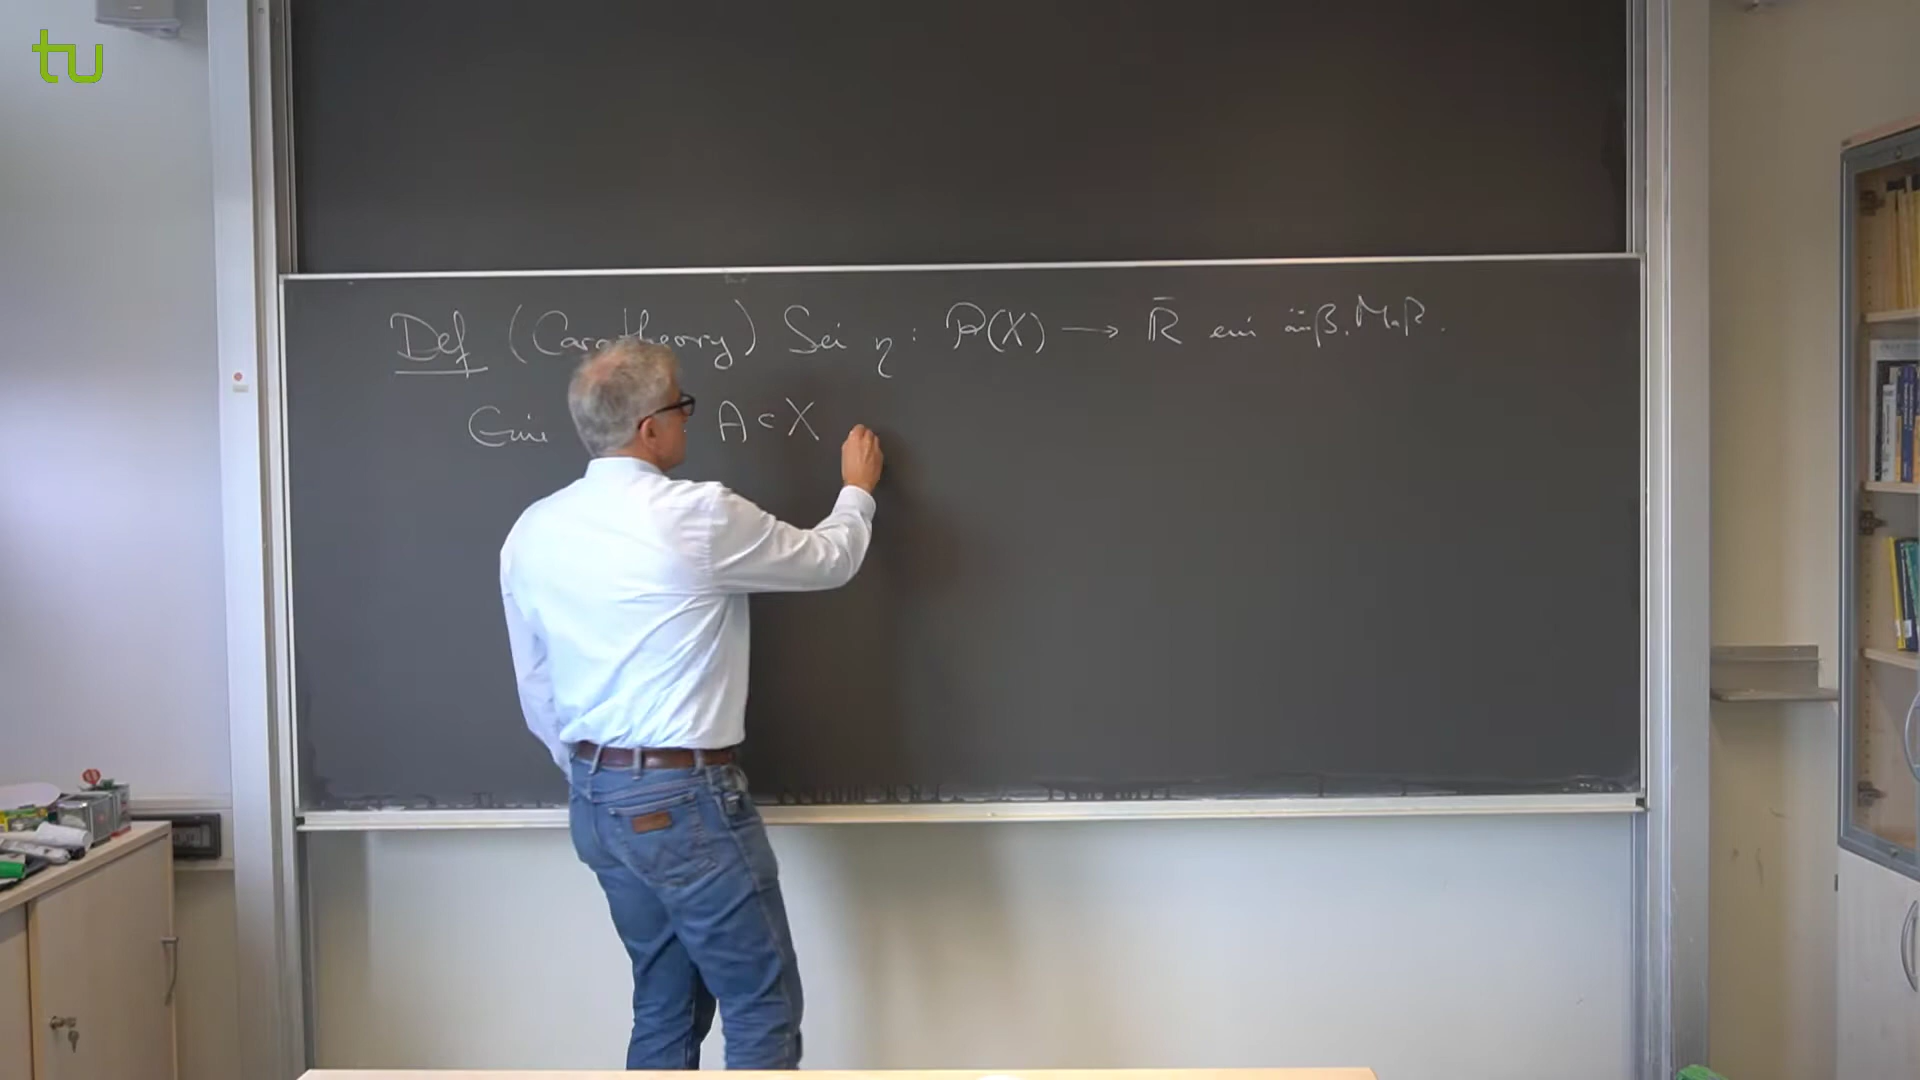 tu
Def (Caratheory) Sei η: P(X) → R̄ ein äuß. Maß.
Eine A ⊂ X